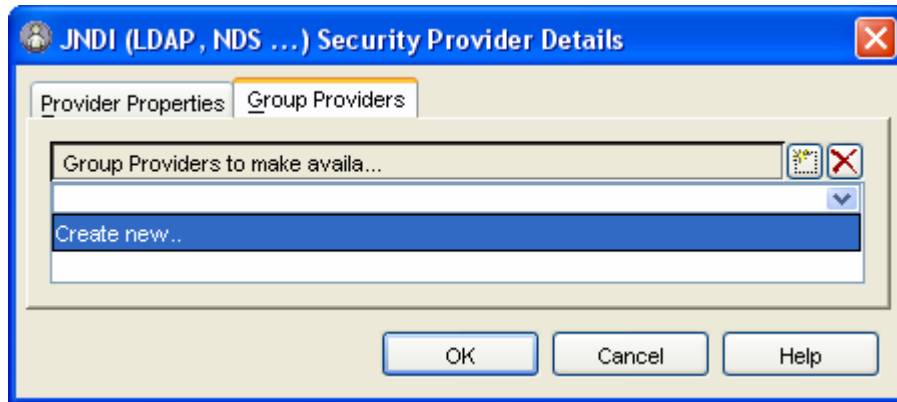 JNDI (LDAP, NDS ...) Security Provider Details
Provider Properties
Group Providers
Group Providers to make availa...
Create new..
OK
Cancel
Help